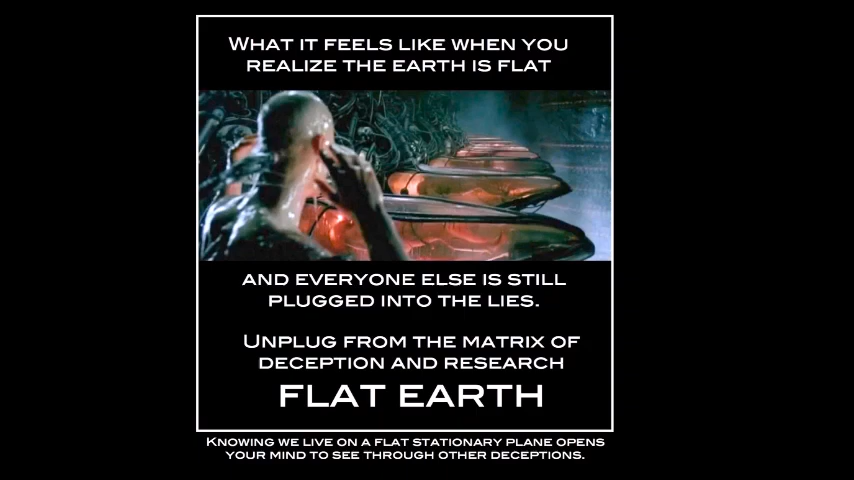 What it feels like when you
realize the earth is flat
and everyone else is still
plugged into the lies.
Unplug from the matrix of
deception and research
FLAT EARTH
Knowing we live on a flat stationary plane opens
your mind to see through other deceptions.